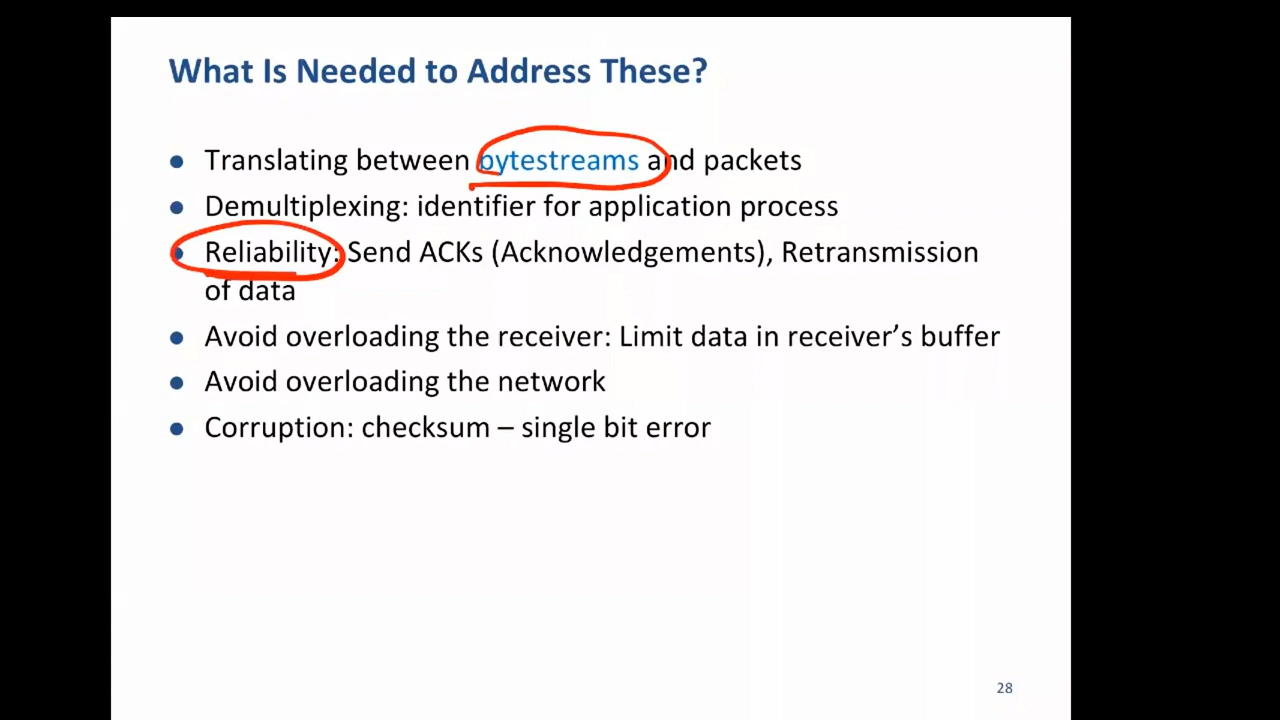 What Is Needed to Address These?
● Translating between bytestreams and packets
● Demultiplexing: identifier for application process
● Reliability: Send ACKs (Acknowledgements), Retransmission
of data
● Avoid overloading the receiver: Limit data in receiver’s buffer
● Avoid overloading the network
● Corruption: checksum – single bit error
28